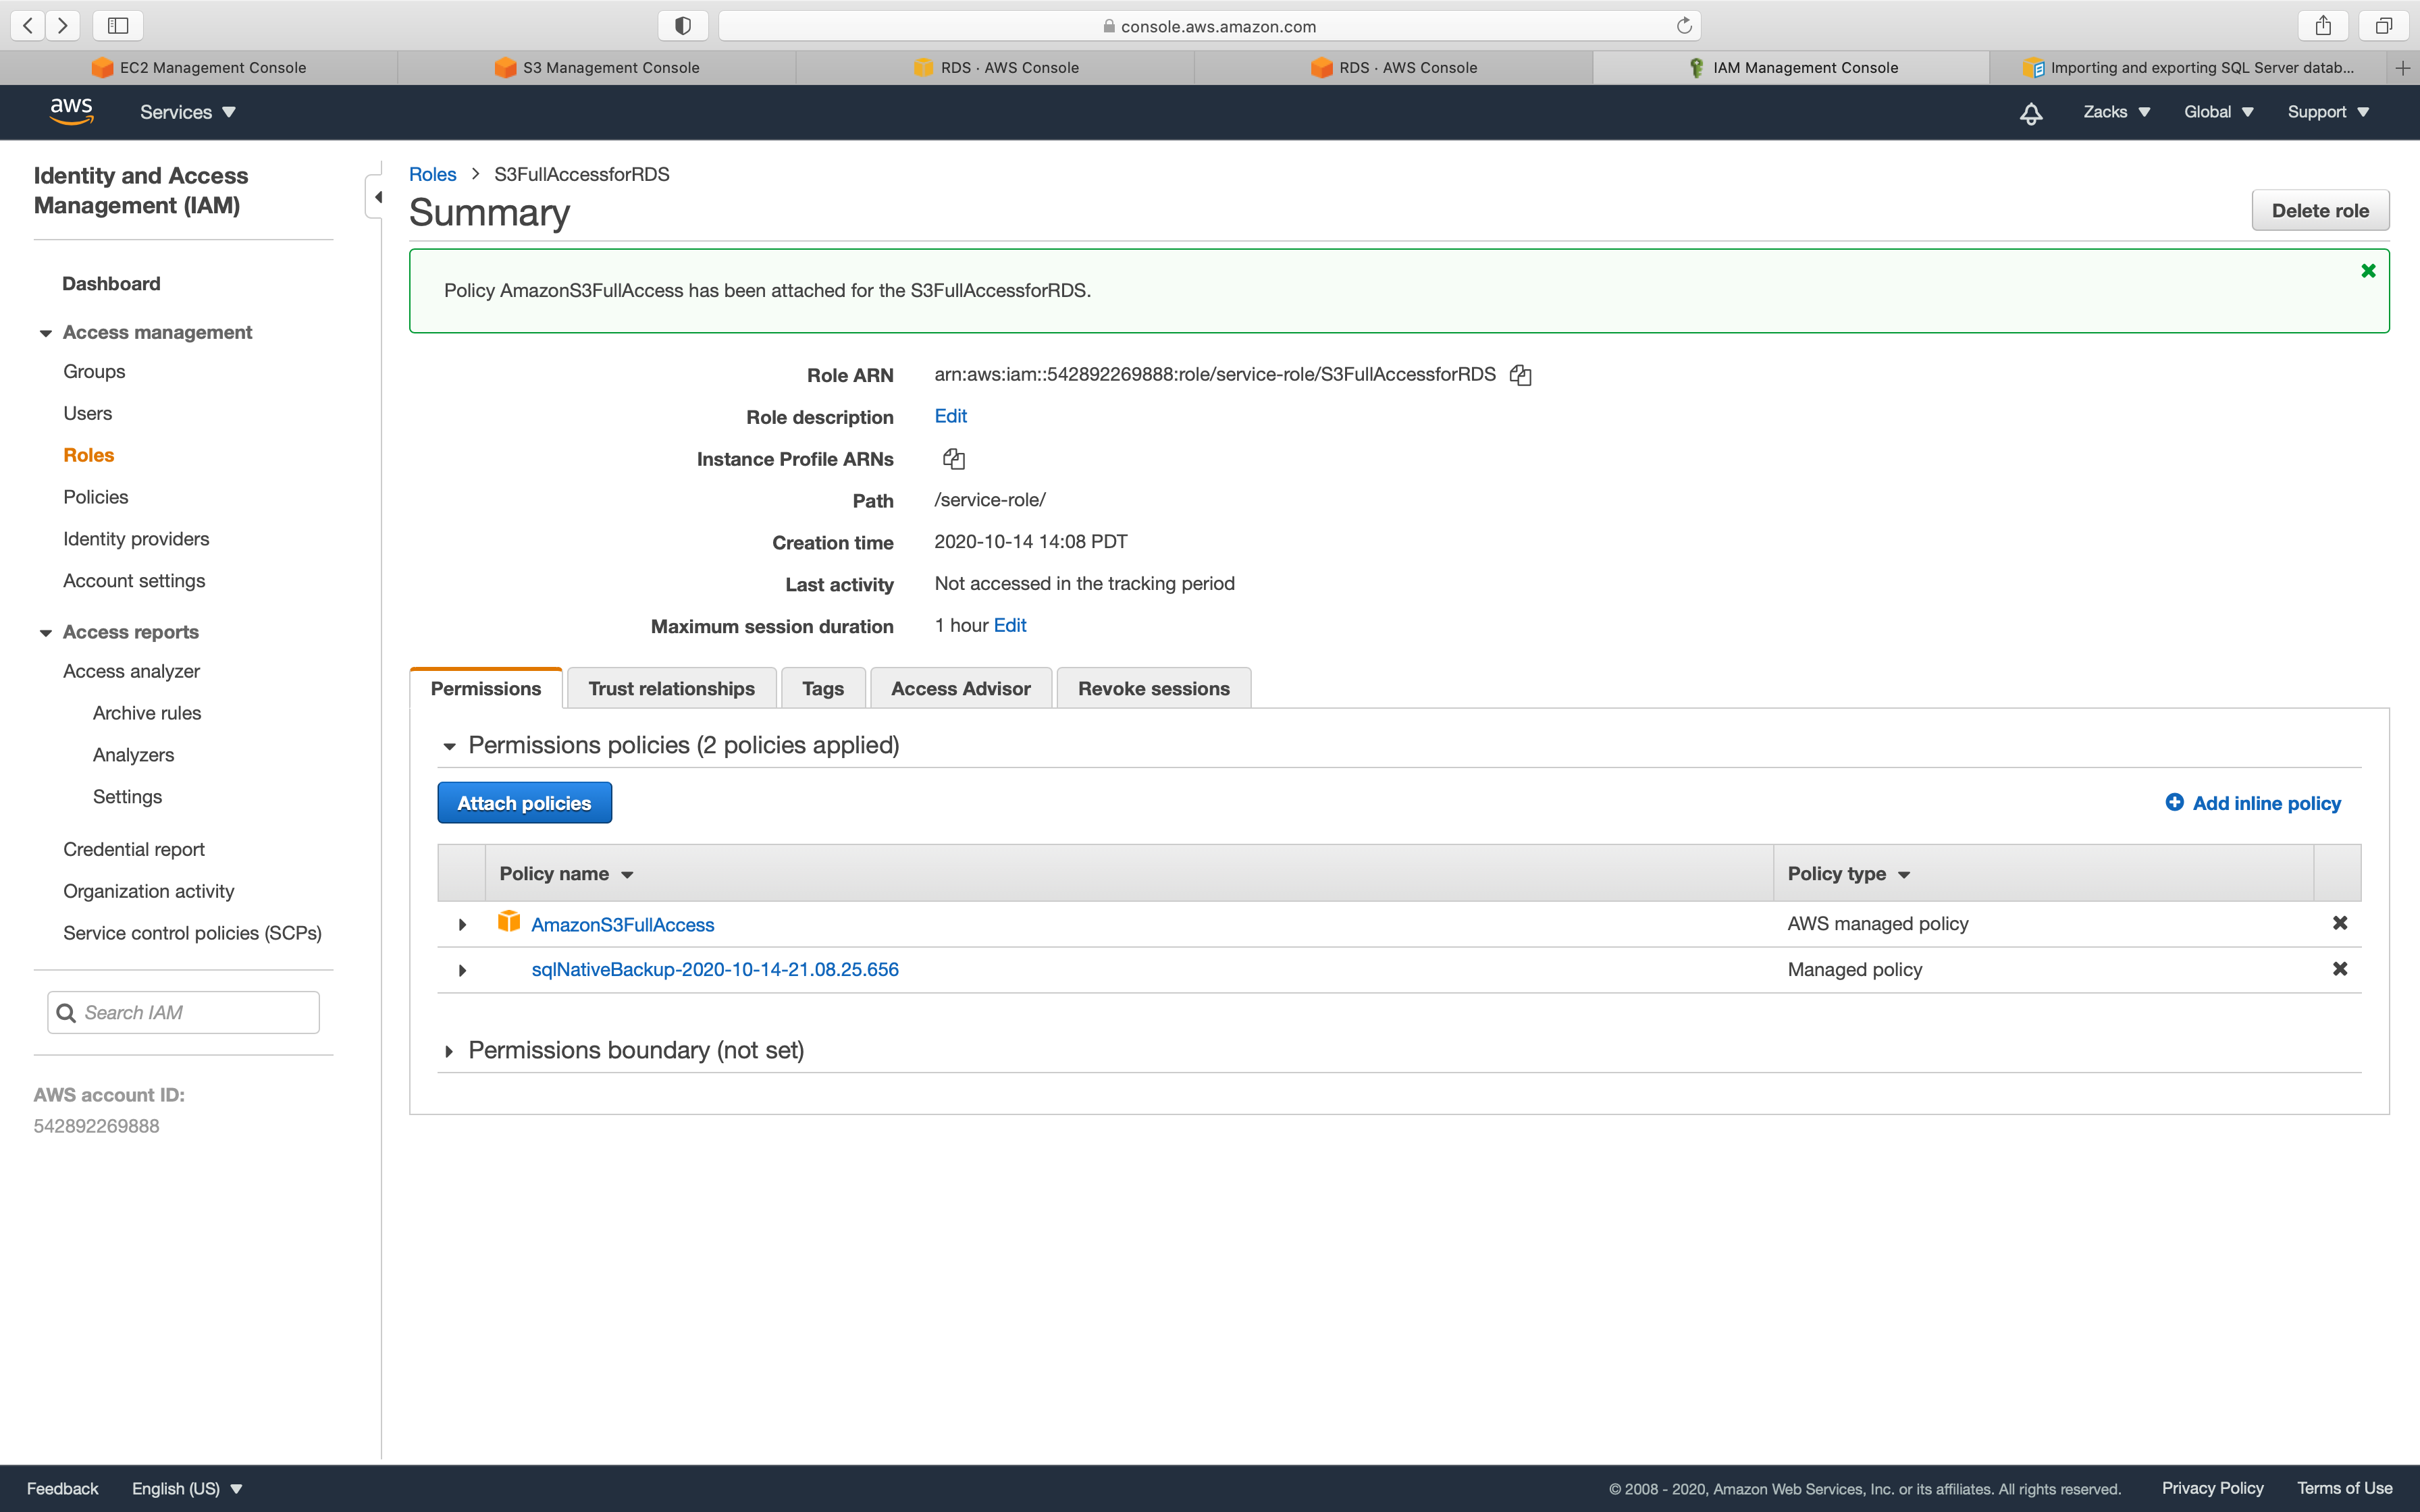 console.aws.amazon.com
EC2 Management Console
S3 Management Console
RDS · AWS Console
RDS · AWS Console
IAM Management Console
Importing and exporting SQL Server datab...
aws
Services
Zacks
Global
Support
Identity and Access
Management (IAM)
Dashboard
Access management
Groups
Users
Roles
Policies
Identity providers
Account settings
Access reports
Access analyzer
Archive rules
Analyzers
Settings
Credential report
Organization activity
Service control policies (SCPs)
Search IAM
AWS account ID:
542892269888
Roles > S3FullAccessforRDS
Summary
Delete role
Policy AmazonS3FullAccess has been attached for the S3FullAccessforRDS.
Role ARN arn:aws:iam::542892269888:role/service-role/S3FullAccessforRDS
Role description Edit
Instance Profile ARNs
Path /service-role/
Creation time 2020-10-14 14:08 PDT
Last activity Not accessed in the tracking period
Maximum session duration 1 hour Edit
Permissions
Trust relationships
Tags
Access Advisor
Revoke sessions
Permissions policies (2 policies applied)
Attach policies
Add inline policy
Policy name Policy type
AmazonS3FullAccess AWS managed policy
sqlNativeBackup-2020-10-14-21.08.25.656 Managed policy
Permissions boundary (not set)
Feedback
English (US)
© 2008 - 2020, Amazon Web Services, Inc. or its affiliates. All rights reserved.
Privacy Policy
Terms of Use